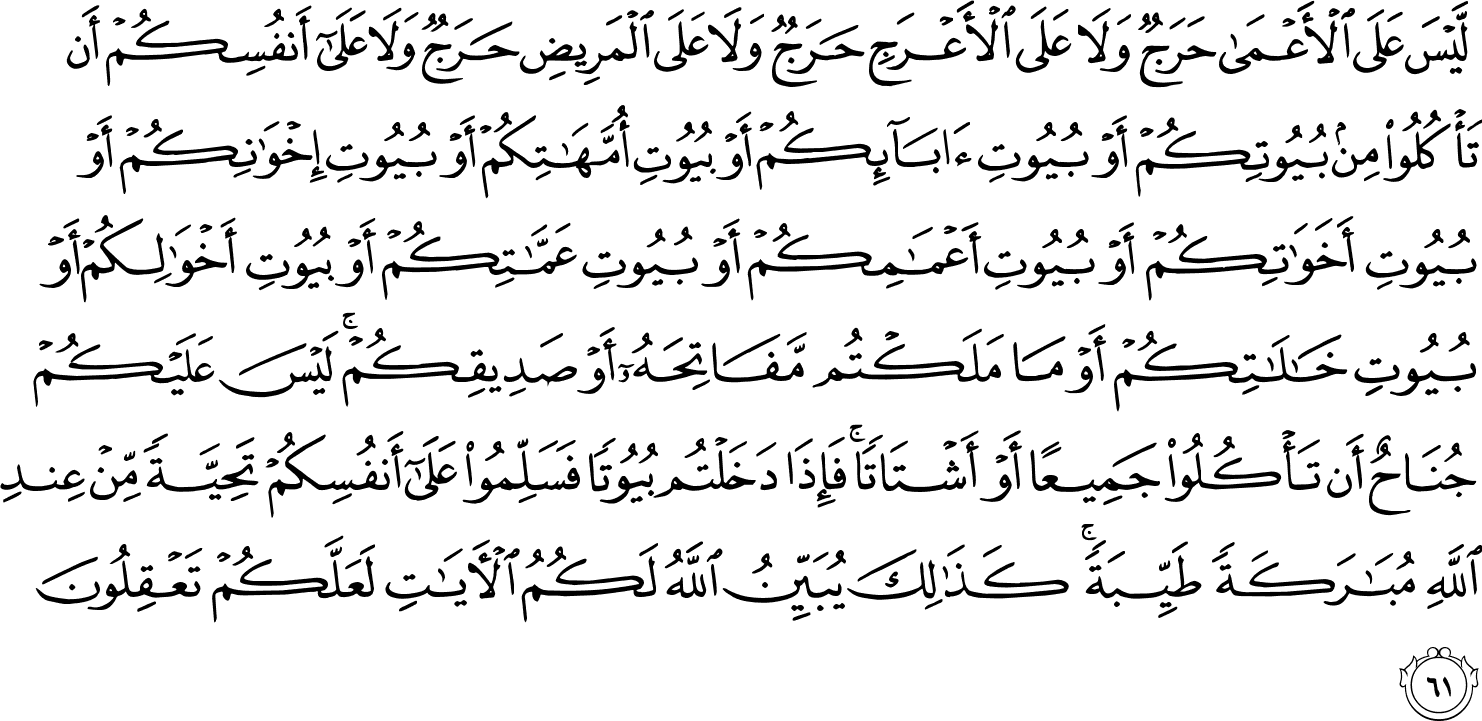 لَّيْسَ عَلَى ٱلْأَعْمَىٰ حَرَجٌ وَلَا عَلَى ٱلْأَعْرَجِ حَرَجٌ وَلَا عَلَى ٱلْمَرِيضِ حَرَجٌ وَلَا عَلَىٰٓ أَنفُسِكُمْ أَن
تَأْكُلُوا۟ مِنۢ بُيُوتِكُمْ أَوْ بُيُوتِ ءَابَآئِكُمْ أَوْ بُيُوتِ أُمَّهَـٰتِكُمْ أَوْ بُيُوتِ إِخْوَٰنِكُمْ أَوْ
بُيُوتِ أَخَوَٰتِكُمْ أَوْ بُيُوتِ أَعْمَـٰمِكُمْ أَوْ بُيُوتِ عَمَّـٰتِكُمْ أَوْ بُيُوتِ أَخْوَٰلِكُمْ أَوْ
بُيُوتِ خَـٰلَـٰتِكُمْ أَوْ مَا مَلَكْتُم مَّفَاتِحَهُۥٓ أَوْ صَدِيقِكُمْ ۚ لَيْسَ عَلَيْكُمْ
جُنَاحٌ أَن تَأْكُلُوا۟ جَمِيعًا أَوْ أَشْتَاتًا ۚ فَإِذَا دَخَلْتُم بُيُوتًا فَسَلِّمُوا۟ عَلَىٰٓ أَنفُسِكُمْ تَحِيَّةً مِّنْ عِندِ
ٱللَّهِ مُبَـٰرَكَةً طَيِّبَةً ۚ كَذَٰلِكَ يُبَيِّنُ ٱللَّهُ لَكُمُ ٱلْـَٔايَـٰتِ لَعَلَّكُمْ تَعْقِلُونَ
٦١